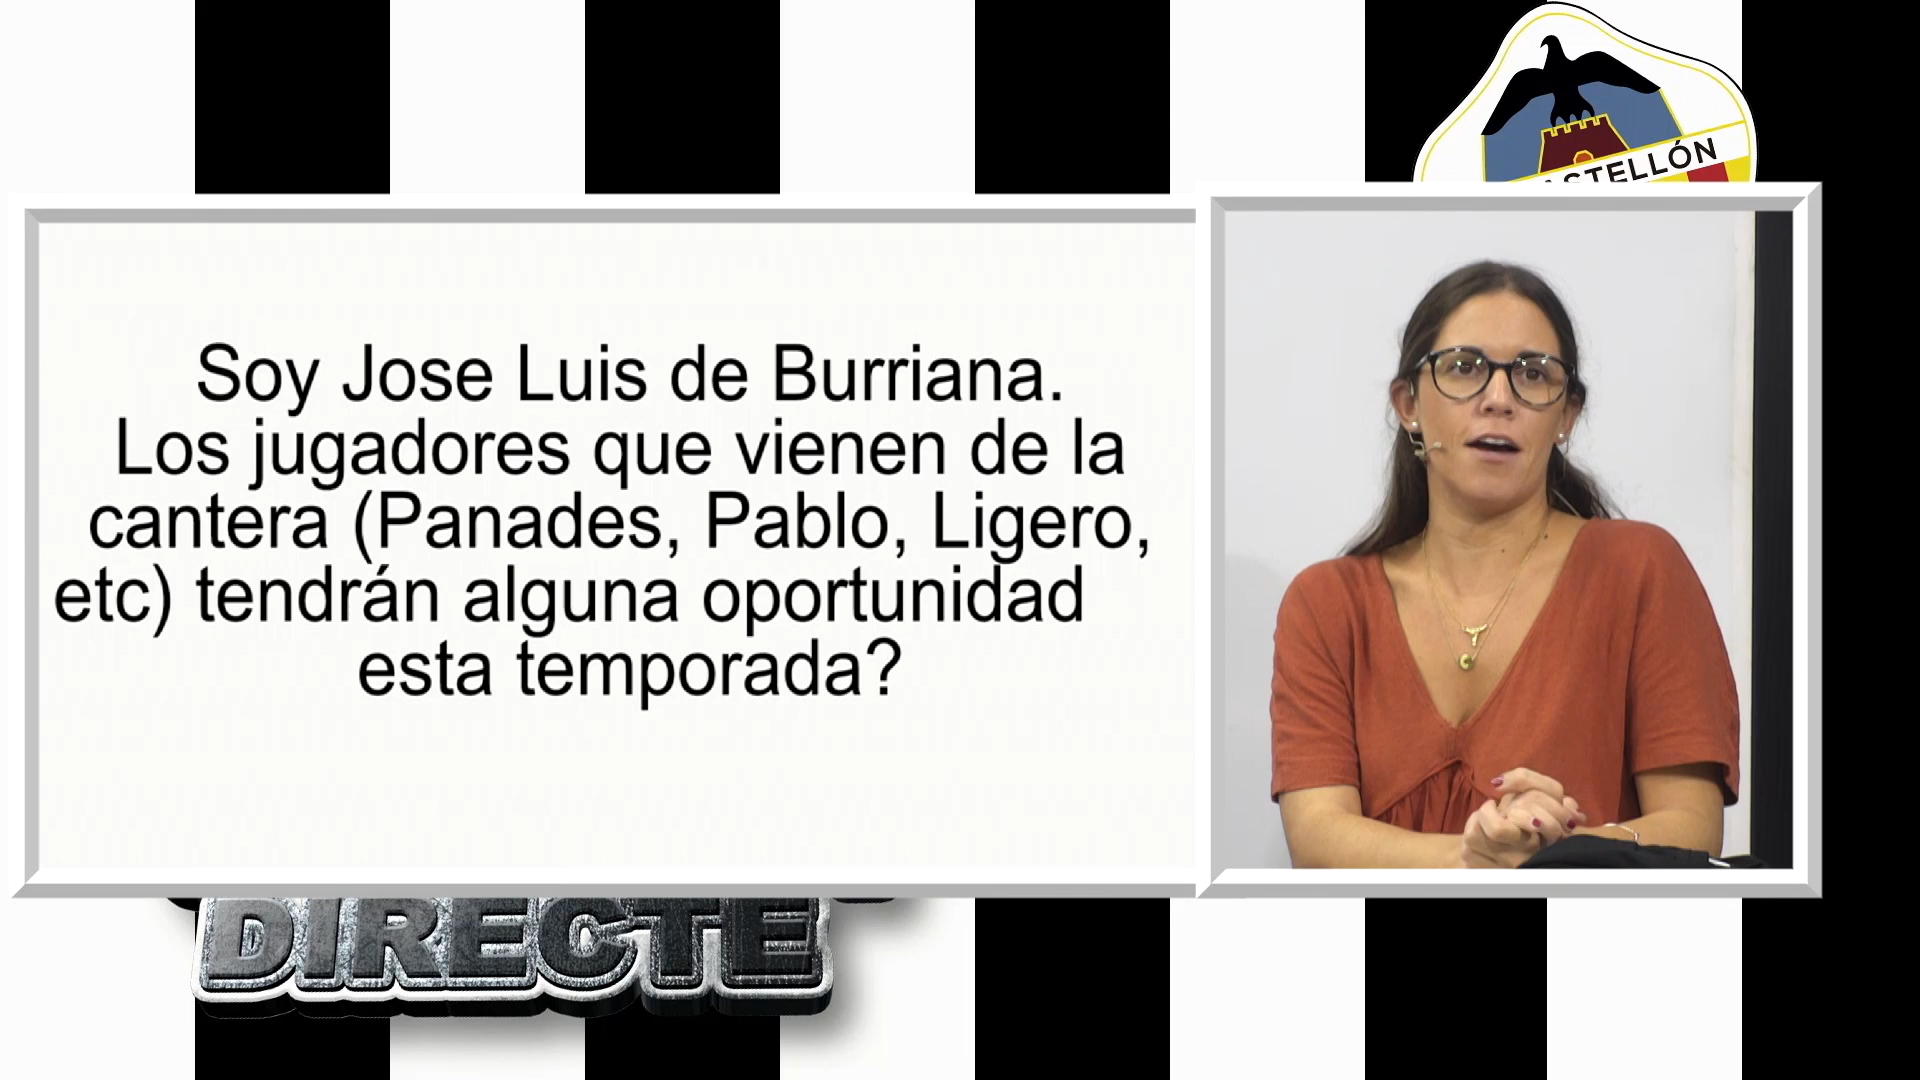 ASTELLÓN
Soy Jose Luis de Burriana.
Los jugadores que vienen de la
cantera (Panades, Pablo, Ligero,
etc) tendrán alguna oportunidad
esta temporada?
DIRECTE